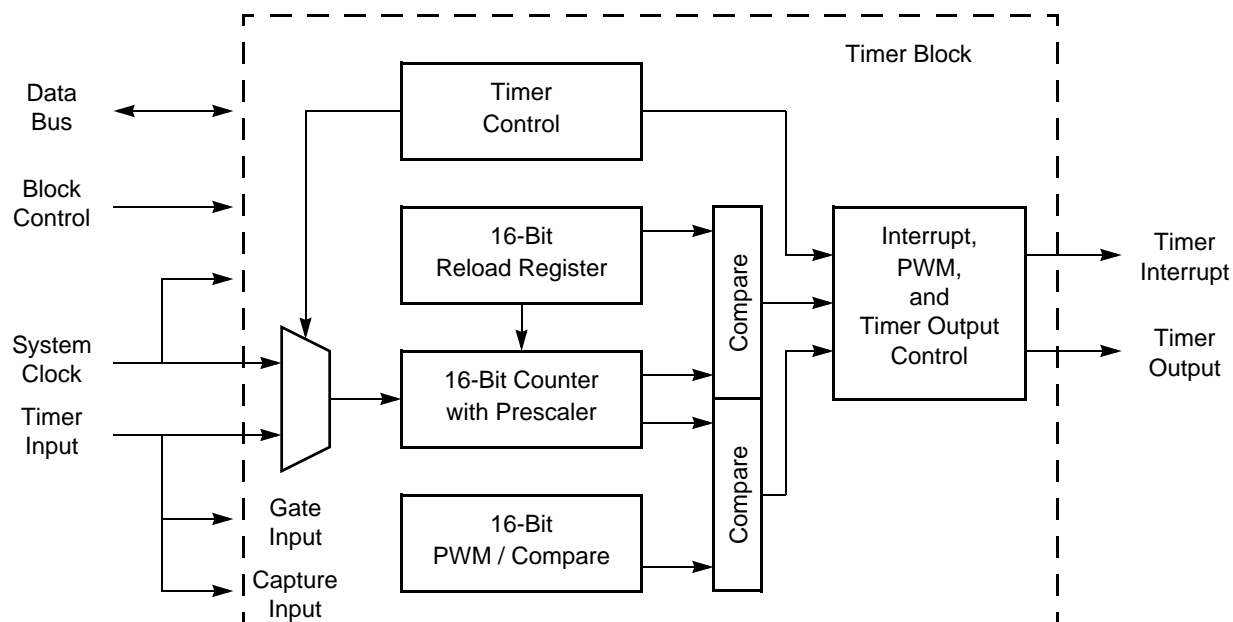 Timer Block
Data
Bus
Timer
Control
Block
Control
16-Bit
Reload Register
Compare
Interrupt,
PWM,
and
Timer Output
Control
Timer
Interrupt
System
Clock
16-Bit Counter
with Prescaler
Timer
Output
Timer
Input
Compare
Gate
Input
16-Bit
PWM / Compare
Capture
Input